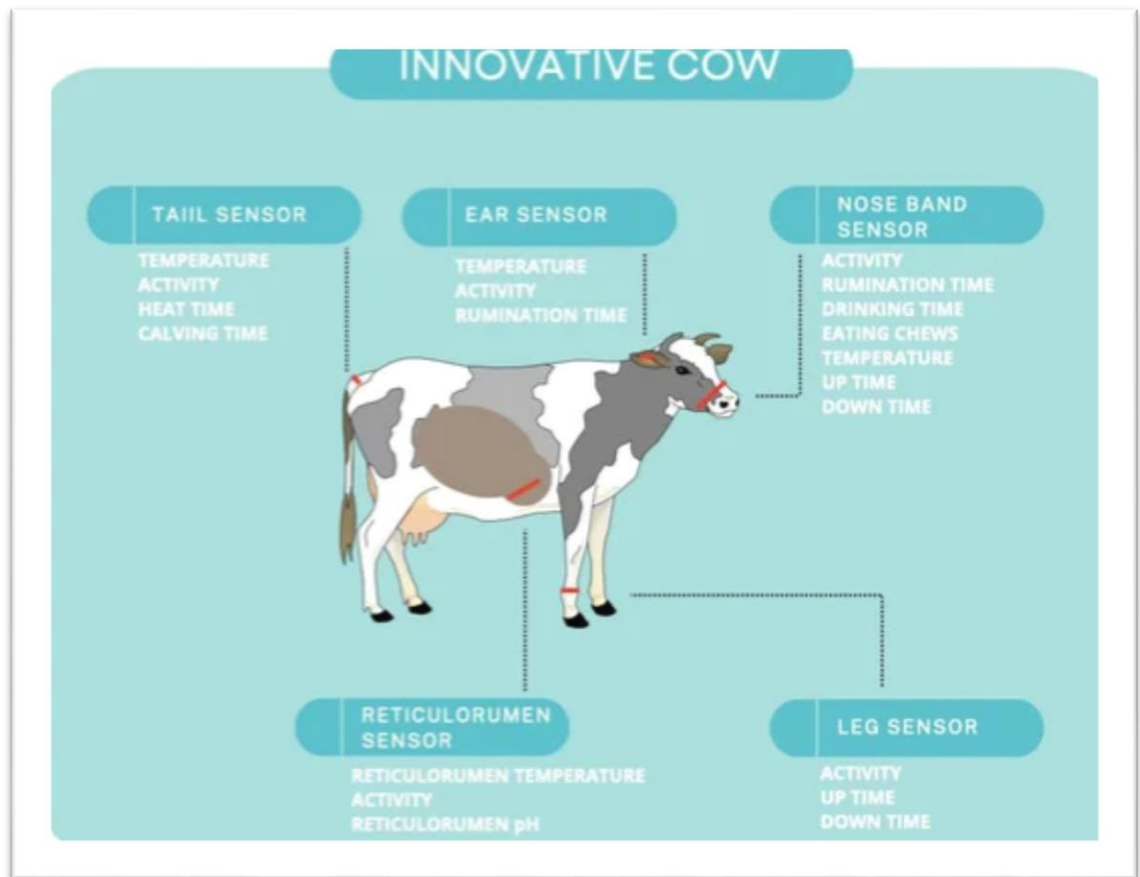 INNOVATIVE COW
TAIIL SENSOR
TEMPERATURE
ACTIVITY
HEAT TIME
CALVING TIME
EAR SENSOR
TEMPERATURE
ACTIVITY
RUMINATION TIME
NOSE BAND
SENSOR
ACTIVITY
RUMINATION TIME
DRINKING TIME
EATING CHEWS
TEMPERATURE
UP TIME
DOWN TIME
RETICULORUMEN
SENSOR
RETICULORUMEN TEMPERATURE
ACTIVITY
RETICULORUMEN pH
LEG SENSOR
ACTIVITY
UP TIME
DOWN TIME